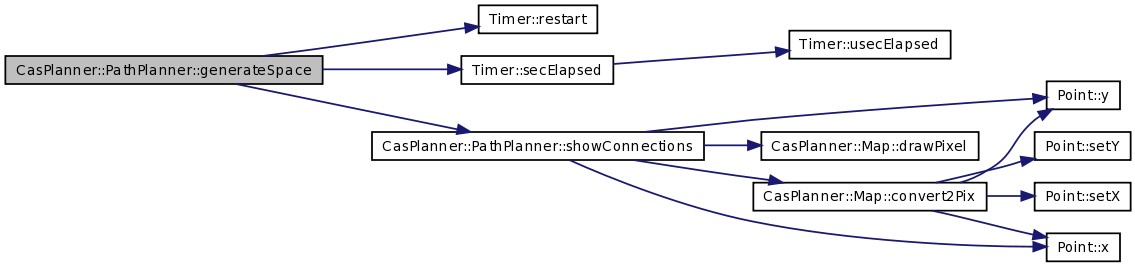 Timer::restart
Timer::usecElapsed
CasPlanner::PathPlanner::generateSpace
Timer::secElapsed
Point::y
CasPlanner::PathPlanner::showConnections
CasPlanner::Map::drawPixel
Point::setY
CasPlanner::Map::convert2Pix
Point::setX
Point::x